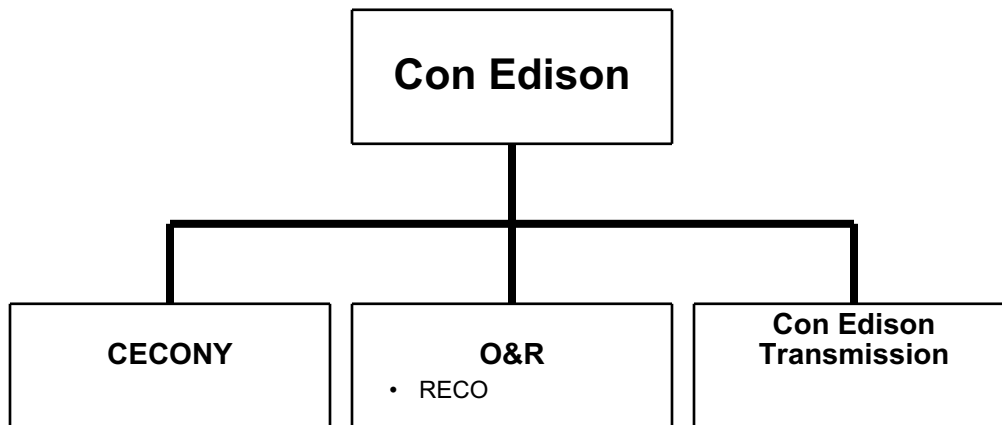 Con Edison
CECONY
O&R
• RECO
Con Edison
Transmission